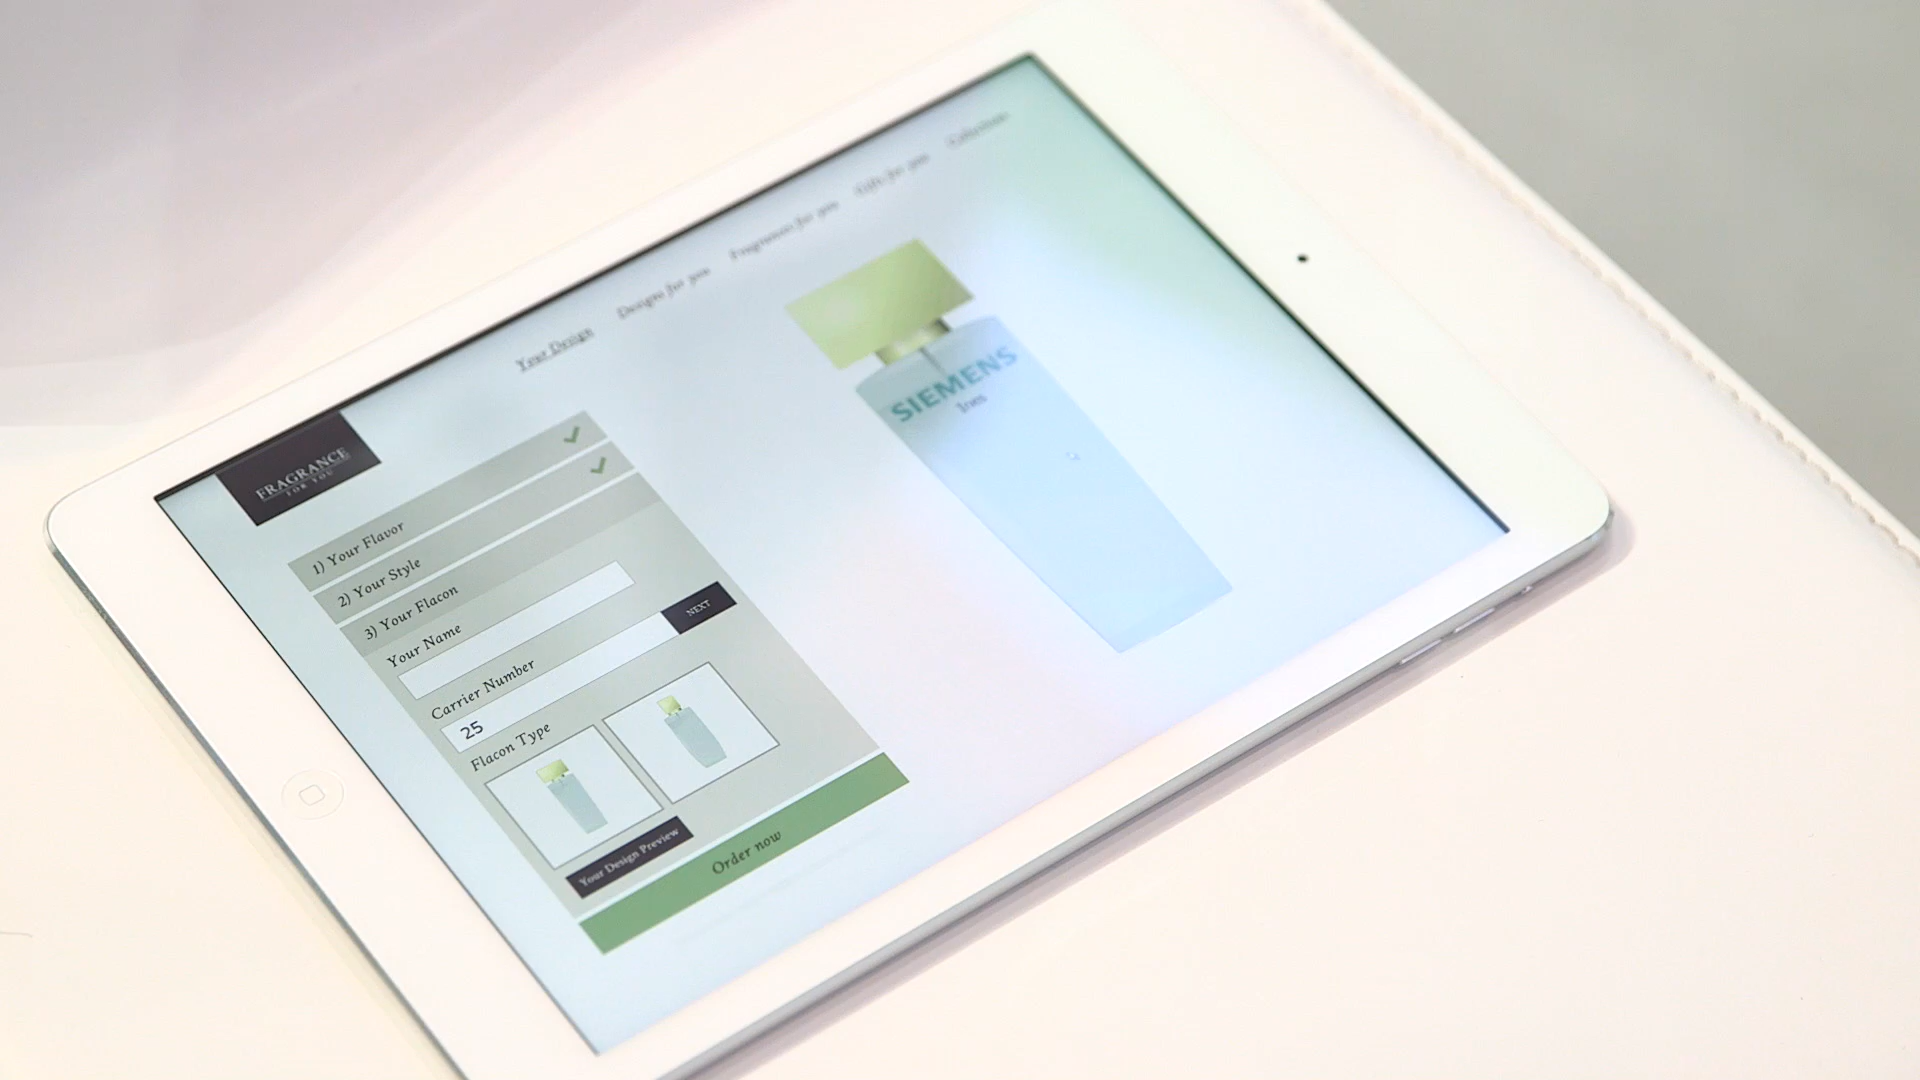 Your Design
Designs for you
Fragrances for you
Gifts for you
FRAGRANCE
FOR YOU
1) Your Flavor
2) Your Style
3) Your Flacon
Your Name
Carrier Number
NEXT
25
Flacon Type
Your Design Preview
Order now
SIEMENS
Ines